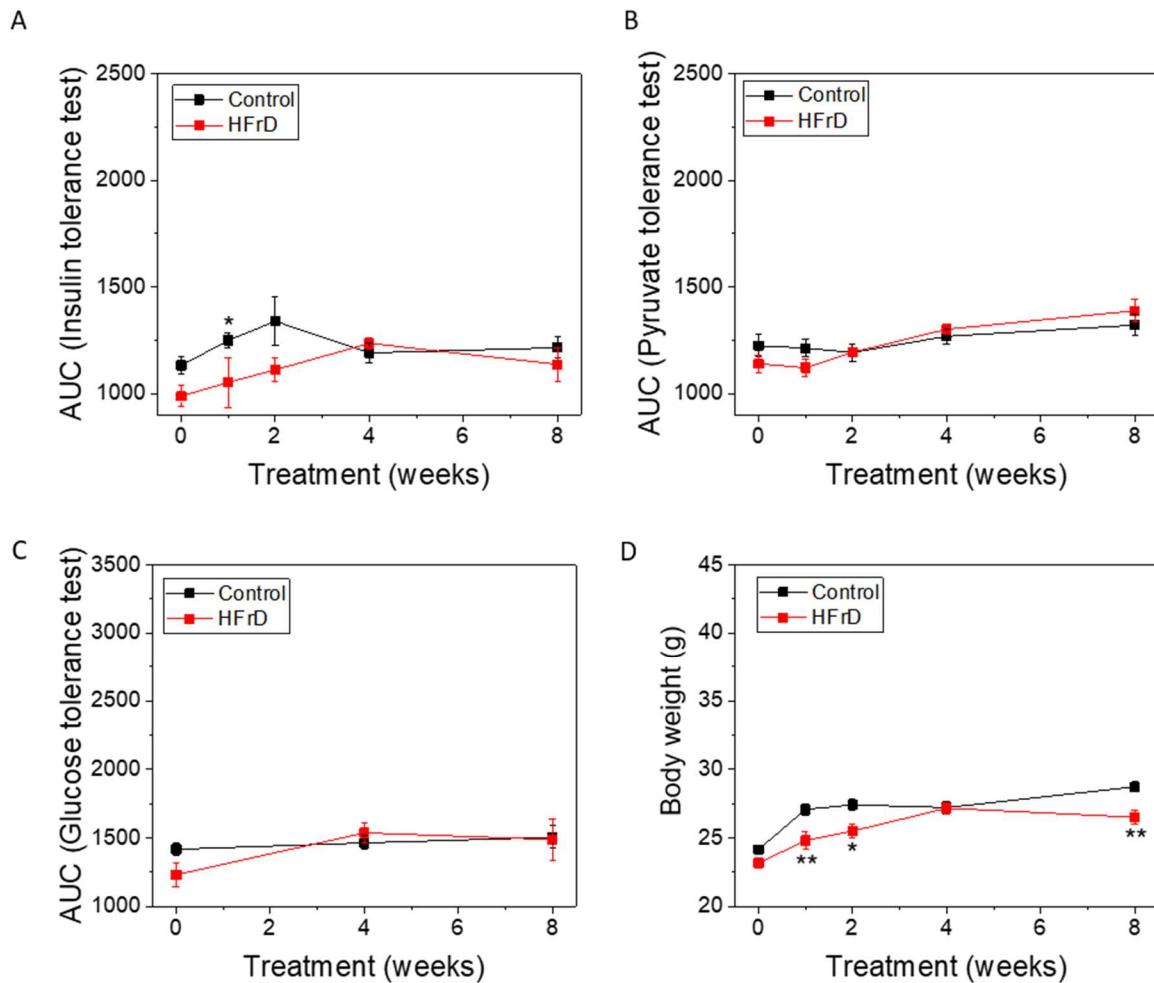 A
AUC (Insulin tolerance test)
2500
2000
1500
1000
Control
HFrD
*
0 2 4 6 8
Treatment (weeks)
B
AUC (Pyruvate tolerance test)
2500
2000
1500
1000
Control
HFrD
0 2 4 6 8
Treatment (weeks)
C
AUC (Glucose tolerance test)
3500
3000
2500
2000
1500
1000
Control
HFrD
0 2 4 6 8
Treatment (weeks)
D
Body weight (g)
45
40
35
30
25
20
Control
HFrD
** * **
0 2 4 6 8
Treatment (weeks)